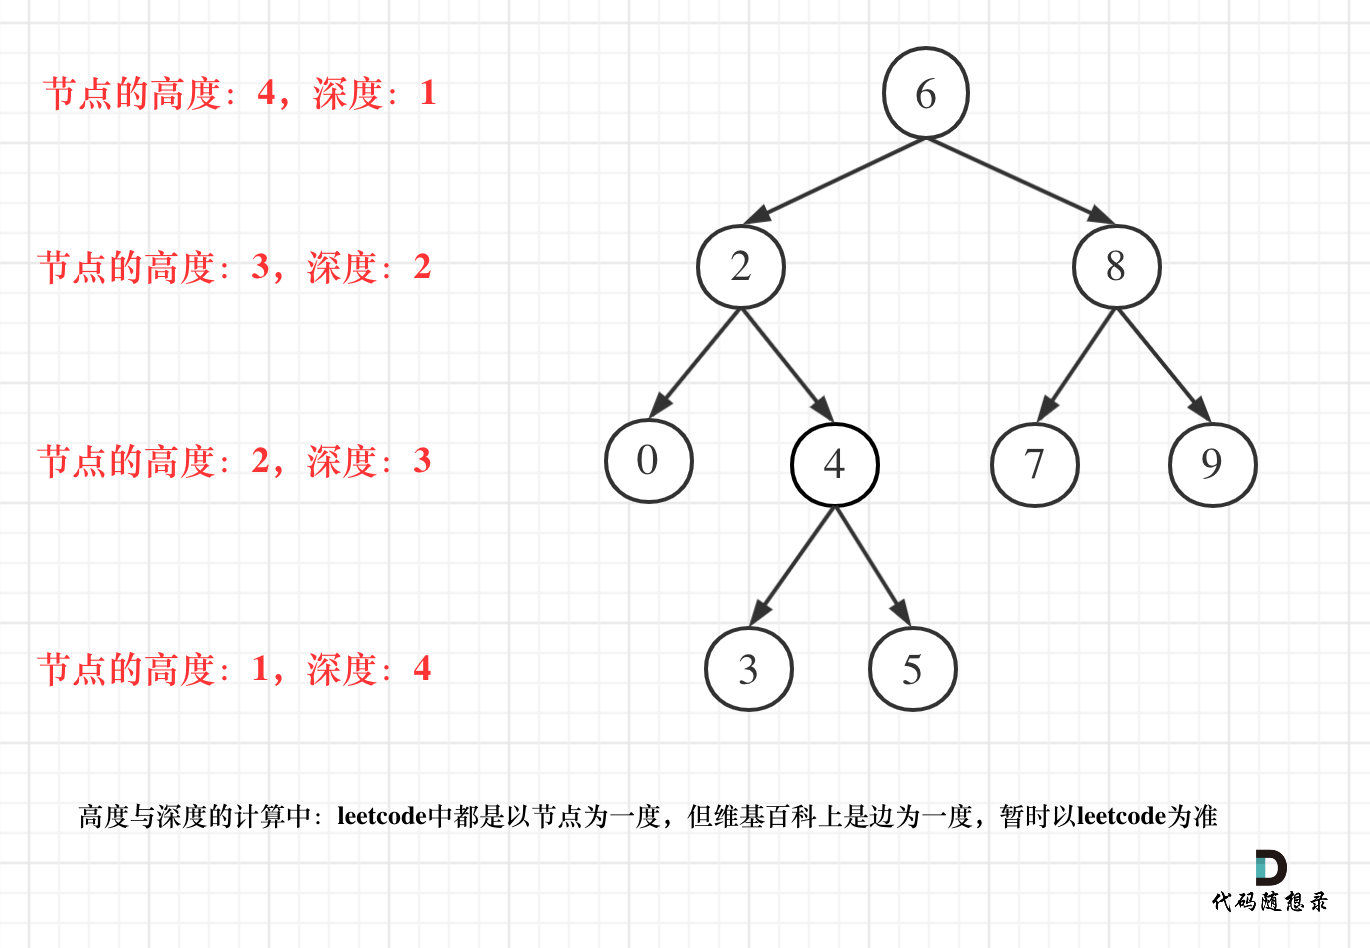 节点的高度：4，深度：1
6
节点的高度：3，深度：2
2
8
节点的高度：2，深度：3
0
4
7
9
节点的高度：1，深度：4
3
5
高度与深度的计算中：leetcode中都是以节点为一度，但维基百科上是边为一度，暂时以leetcode为准
D
代码随想录